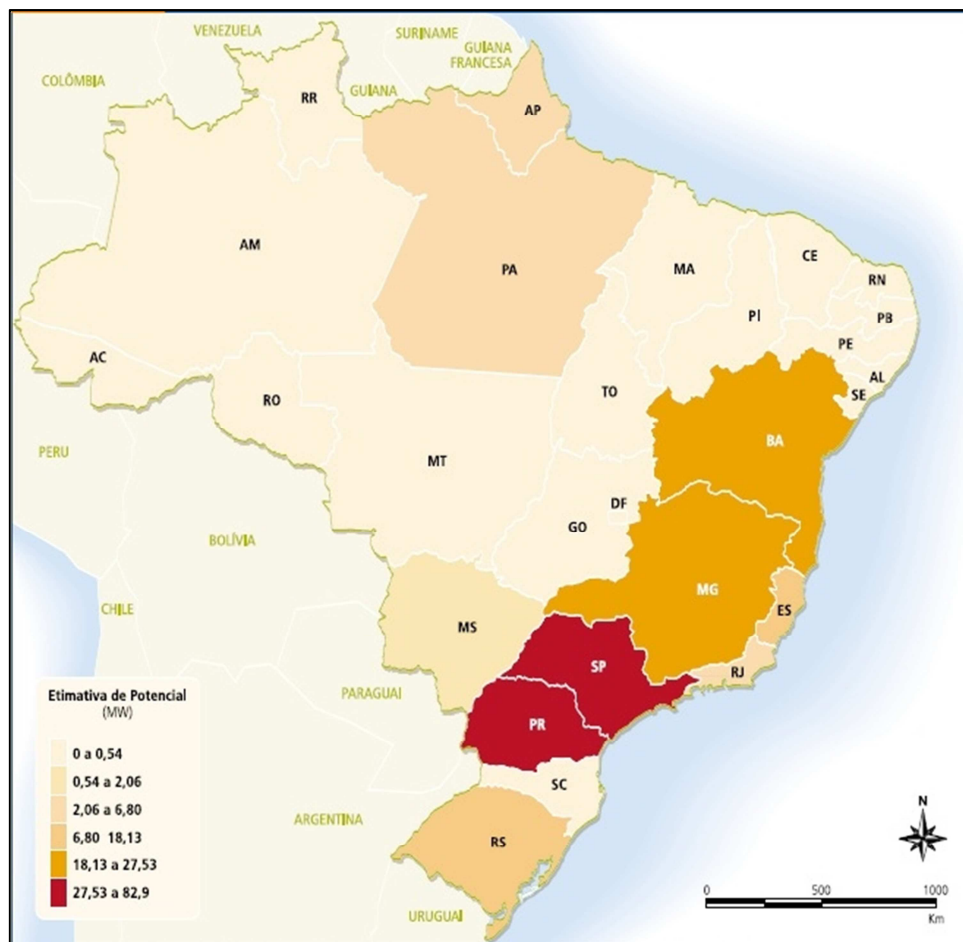 VENEZUELA
SURINAME
GUIANA
FRANCESA
COLÔMBIA
GUIANA
RR
AP
AM
PA
MA
CE
RN
PI
PB
PE
AC
AL
TO
SE
RO
BA
PERU
MT
DF
GO
BOLÍVIA
MG
CHILE
ES
MS
SP
RJ
PARAGUAI
Etimativa de Potencial
(MW)
PR
0 a 0,54
0,54 a 2,06
SC
2,06 a 6,80
ARGENTINA
N
6,80 18,13
RS
18,13 a 27,53
27,53 a 82,9
0 500 1000
Km
URUGUAI